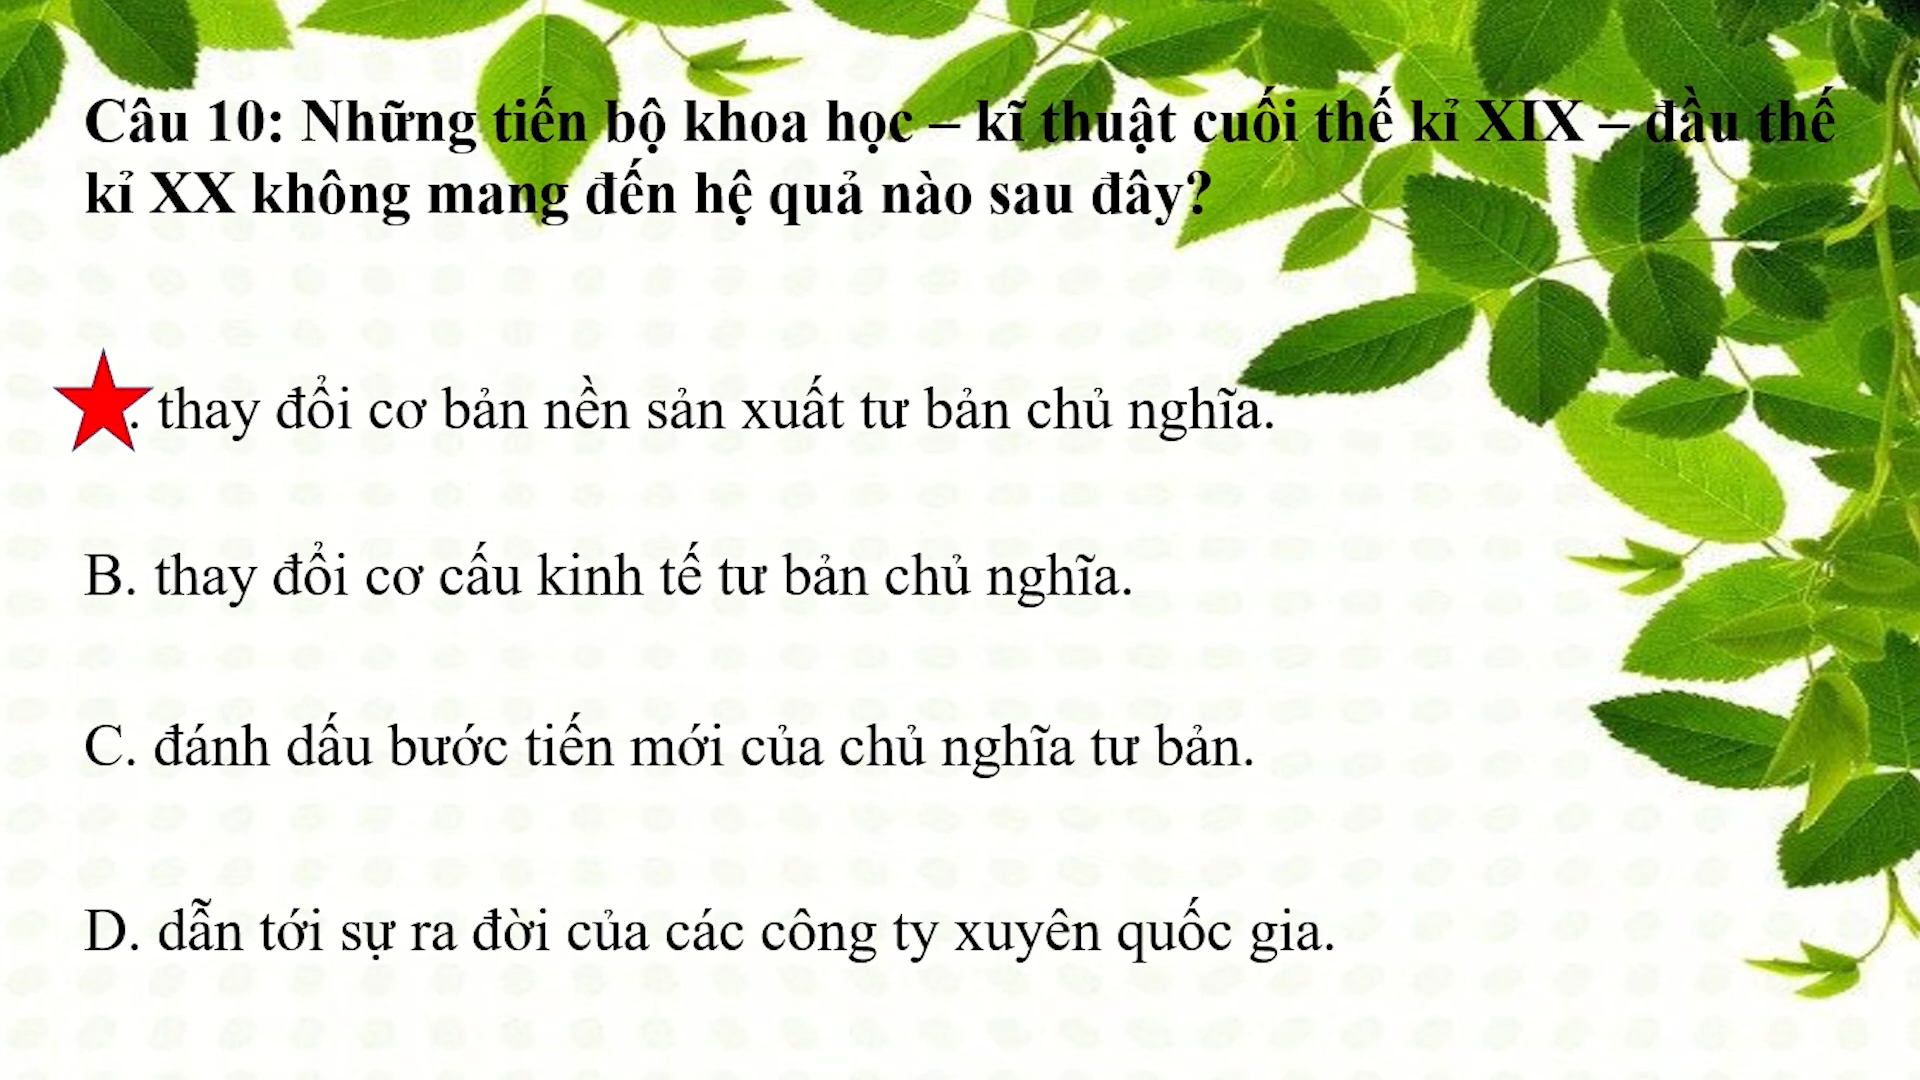 Câu 10: Những tiến bộ khoa học – kĩ thuật cuối thế kỉ XIX – đầu thế
kỉ XX không mang đến hệ quả nào sau đây?
. thay đổi cơ bản nền sản xuất tư bản chủ nghĩa.
B. thay đổi cơ cấu kinh tế tư bản chủ nghĩa.
C. đánh dấu bước tiến mới của chủ nghĩa tư bản.
D. dẫn tới sự ra đời của các công ty xuyên quốc gia.